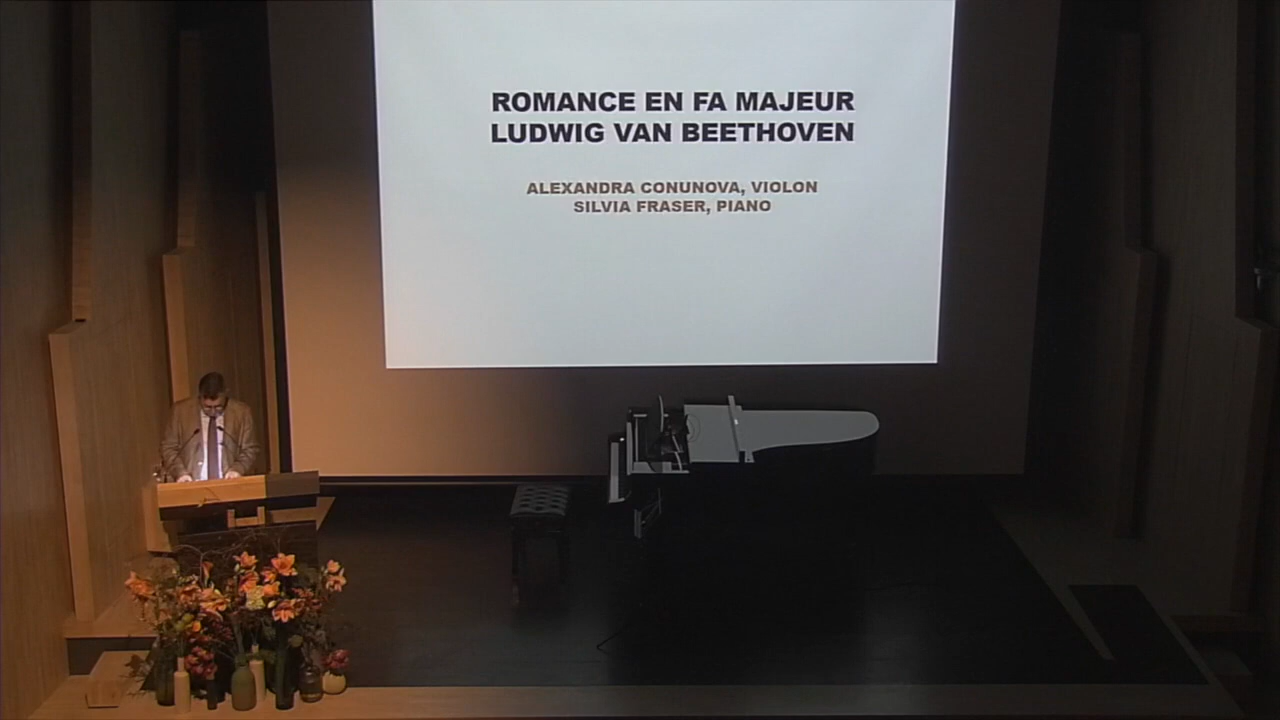 ROMANCE EN FA MAJEUR
LUDWIG VAN BEETHOVEN
ALEXANDRA CONUNOVA, VIOLON
SILVIA FRASER, PIANO